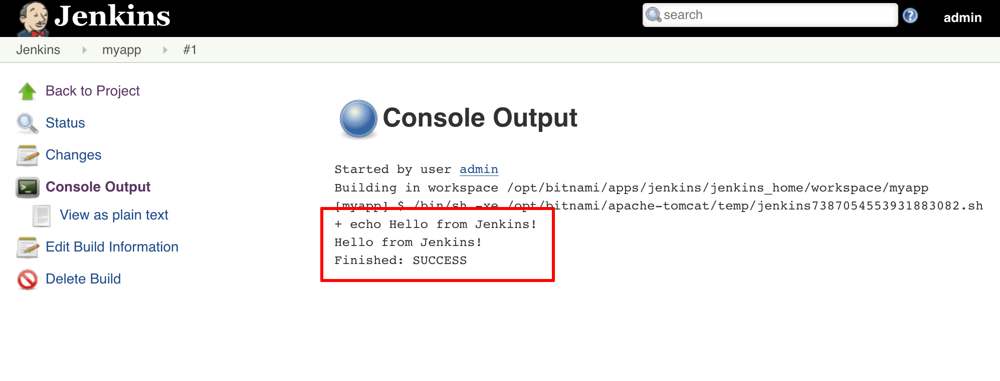 Jenkins
search
admin
Jenkins myapp #1
Back to Project
Status
Changes
Console Output
View as plain text
Edit Build Information
Delete Build
Console Output
Started by user admin
Building in workspace /opt/bitnami/apps/jenkins/jenkins_home/workspace/myapp
[myapp] $ /bin/sh -xe /opt/bitnami/apache-tomcat/temp/jenkins7387054553931883082.sh
+ echo Hello from Jenkins!
Hello from Jenkins!
Finished: SUCCESS